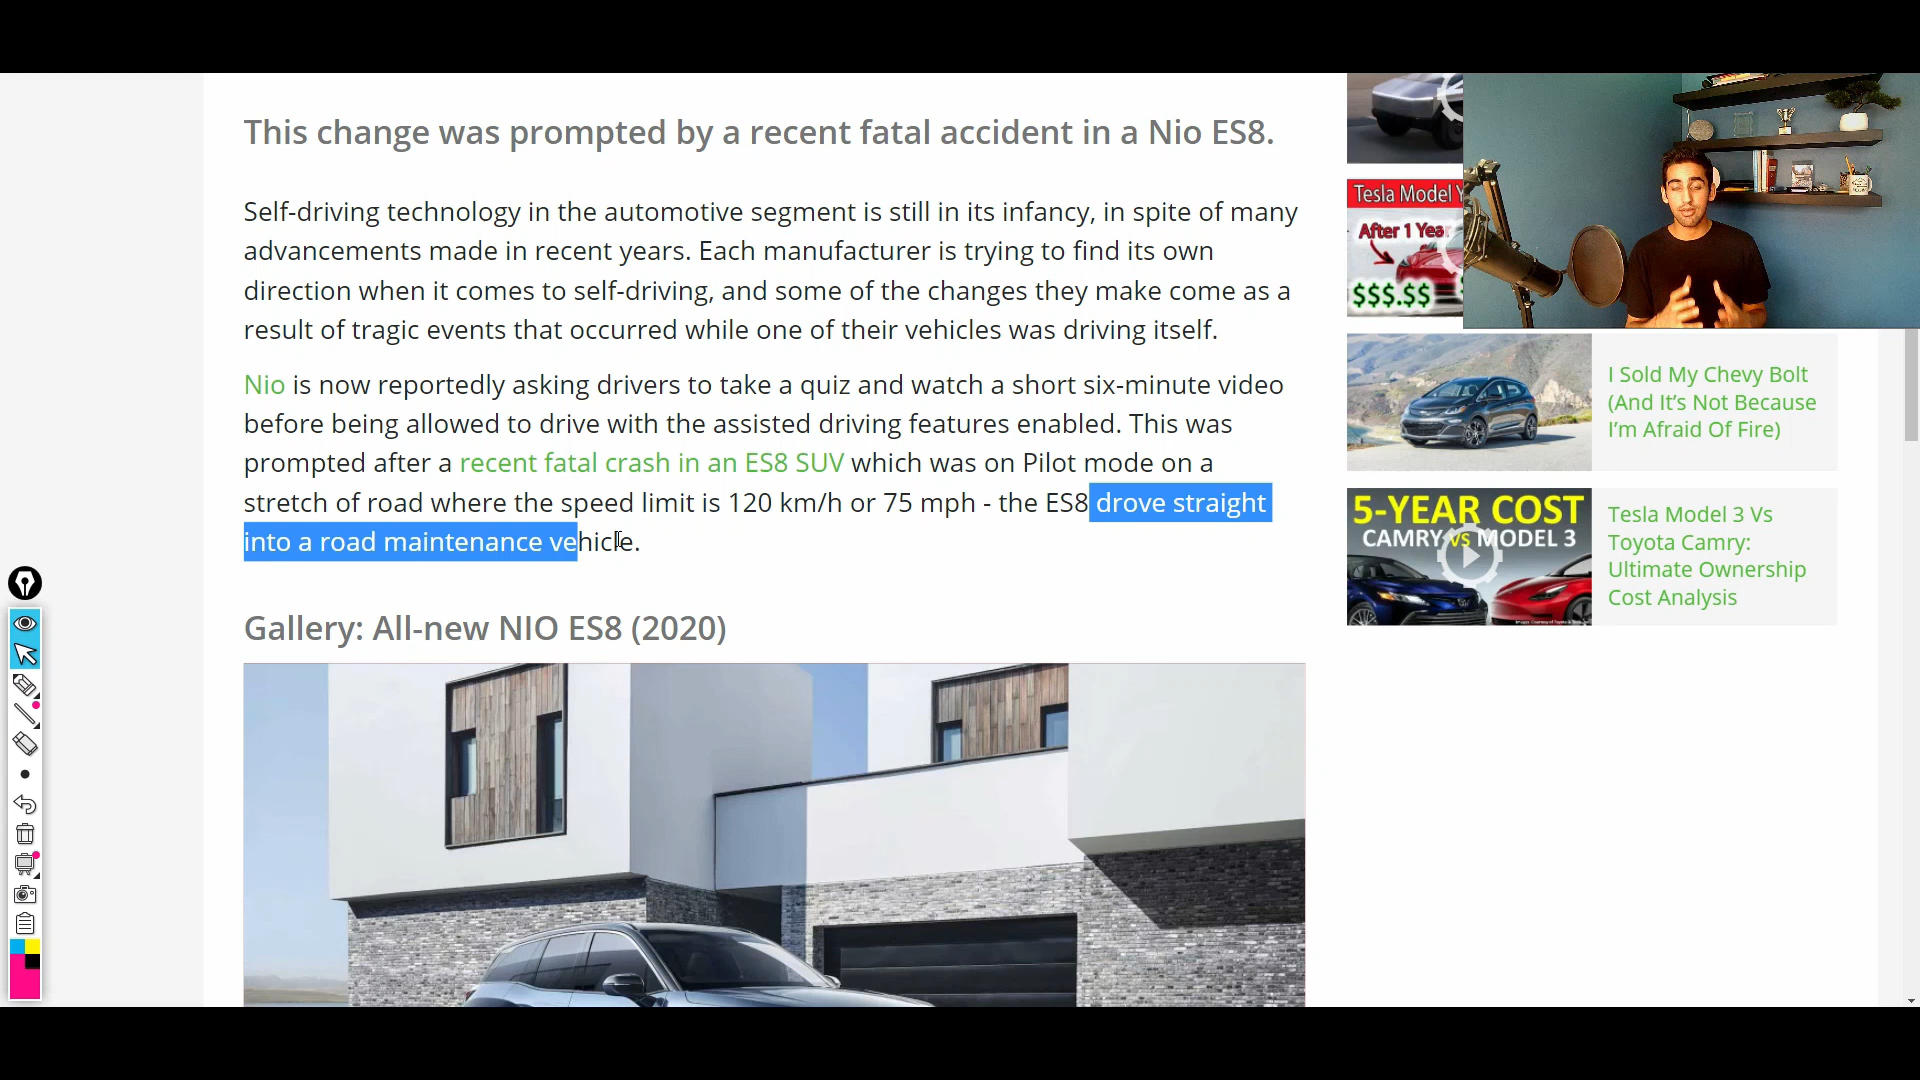 This change was prompted by a recent fatal accident in a Nio ES8.
Self-driving technology in the automotive segment is still in its infancy, in spite of many
advancements made in recent years. Each manufacturer is trying to find its own
direction when it comes to self-driving, and some of the changes they make come as a
result of tragic events that occurred while one of their vehicles was driving itself.
Nio is now reportedly asking drivers to take a quiz and watch a short six-minute video
before being allowed to drive with the assisted driving features enabled. This was
prompted after a recent fatal crash in an ES8 SUV which was on Pilot mode on a
stretch of road where the speed limit is 120 km/h or 75 mph - the ES8 drove straight
into a road maintenance vehicle.
Gallery: All-new NIO ES8 (2020)
Tesla Model Y
After 1 Year
$$$.$$
I Sold My Chevy Bolt
(And It’s Not Because
I’m Afraid Of Fire)
5-YEAR COST
CAMRY vs MODEL 3
Tesla Model 3 Vs
Toyota Camry:
Ultimate Ownership
Cost Analysis